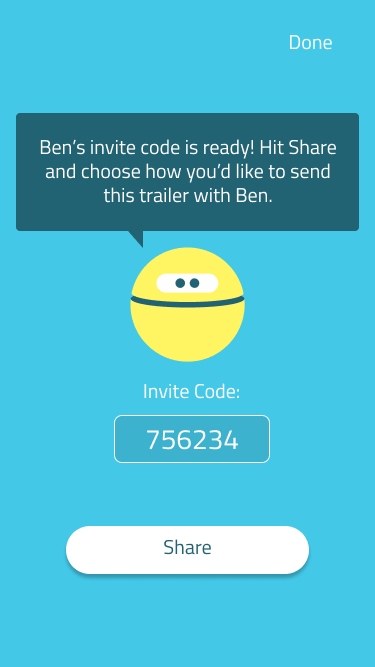 Done
Ben’s invite code is ready! Hit Share
and choose how you’d like to send
this trailer with Ben.
Invite Code:
756234
Share